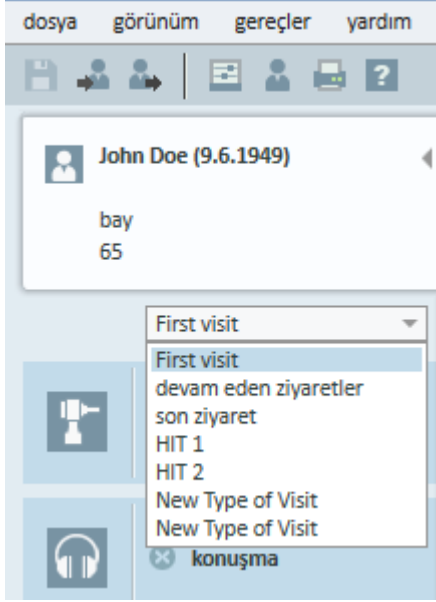 dosya görünüm gereçler yardım
?
John Doe (9.6.1949)
bay
65
First visit
First visit
devam eden ziyaretler
son ziyaret
HIT 1
HIT 2
New Type of Visit
New Type of Visit
konuşma